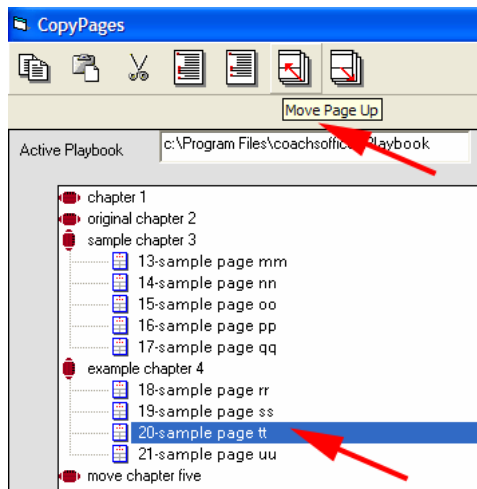 CopyPages
Move Page Up
Active Playbook c:\Program Files\coachsoffice\Playbook
chapter 1
original chapter 2
sample chapter 3
13-sample page mm
14-sample page nn
15-sample page oo
16-sample page pp
17-sample page qq
example chapter 4
18-sample page rr
19-sample page ss
20-sample page tt
21-sample page uu
move chapter five